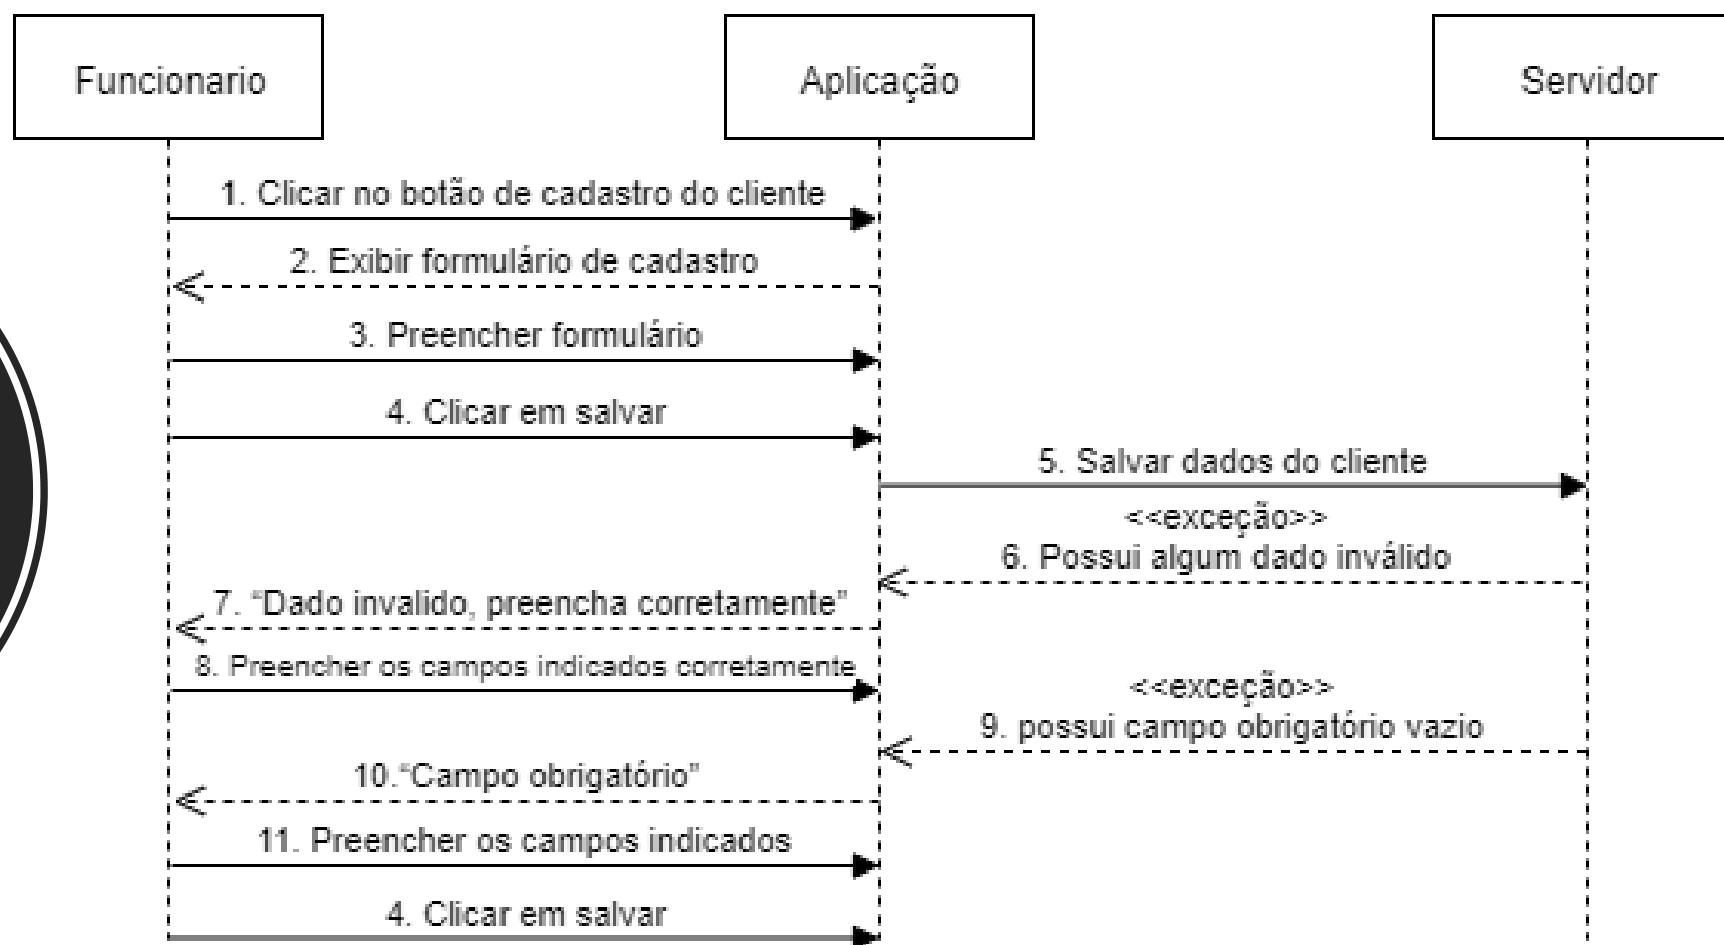 Funcionario
Aplicação
Servidor
1. Clicar no botão de cadastro do cliente
2. Exibir formulário de cadastro
3. Preencher formulário
4. Clicar em salvar
5. Salvar dados do cliente
<<exceção>>
6. Possui algum dado inválido
7. “Dado invalido, preencha corretamente”
8. Preencher os campos indicados corretamente
<<exceção>>
9. possui campo obrigatório vazio
10.“Campo obrigatório”
11. Preencher os campos indicados
4. Clicar em salvar